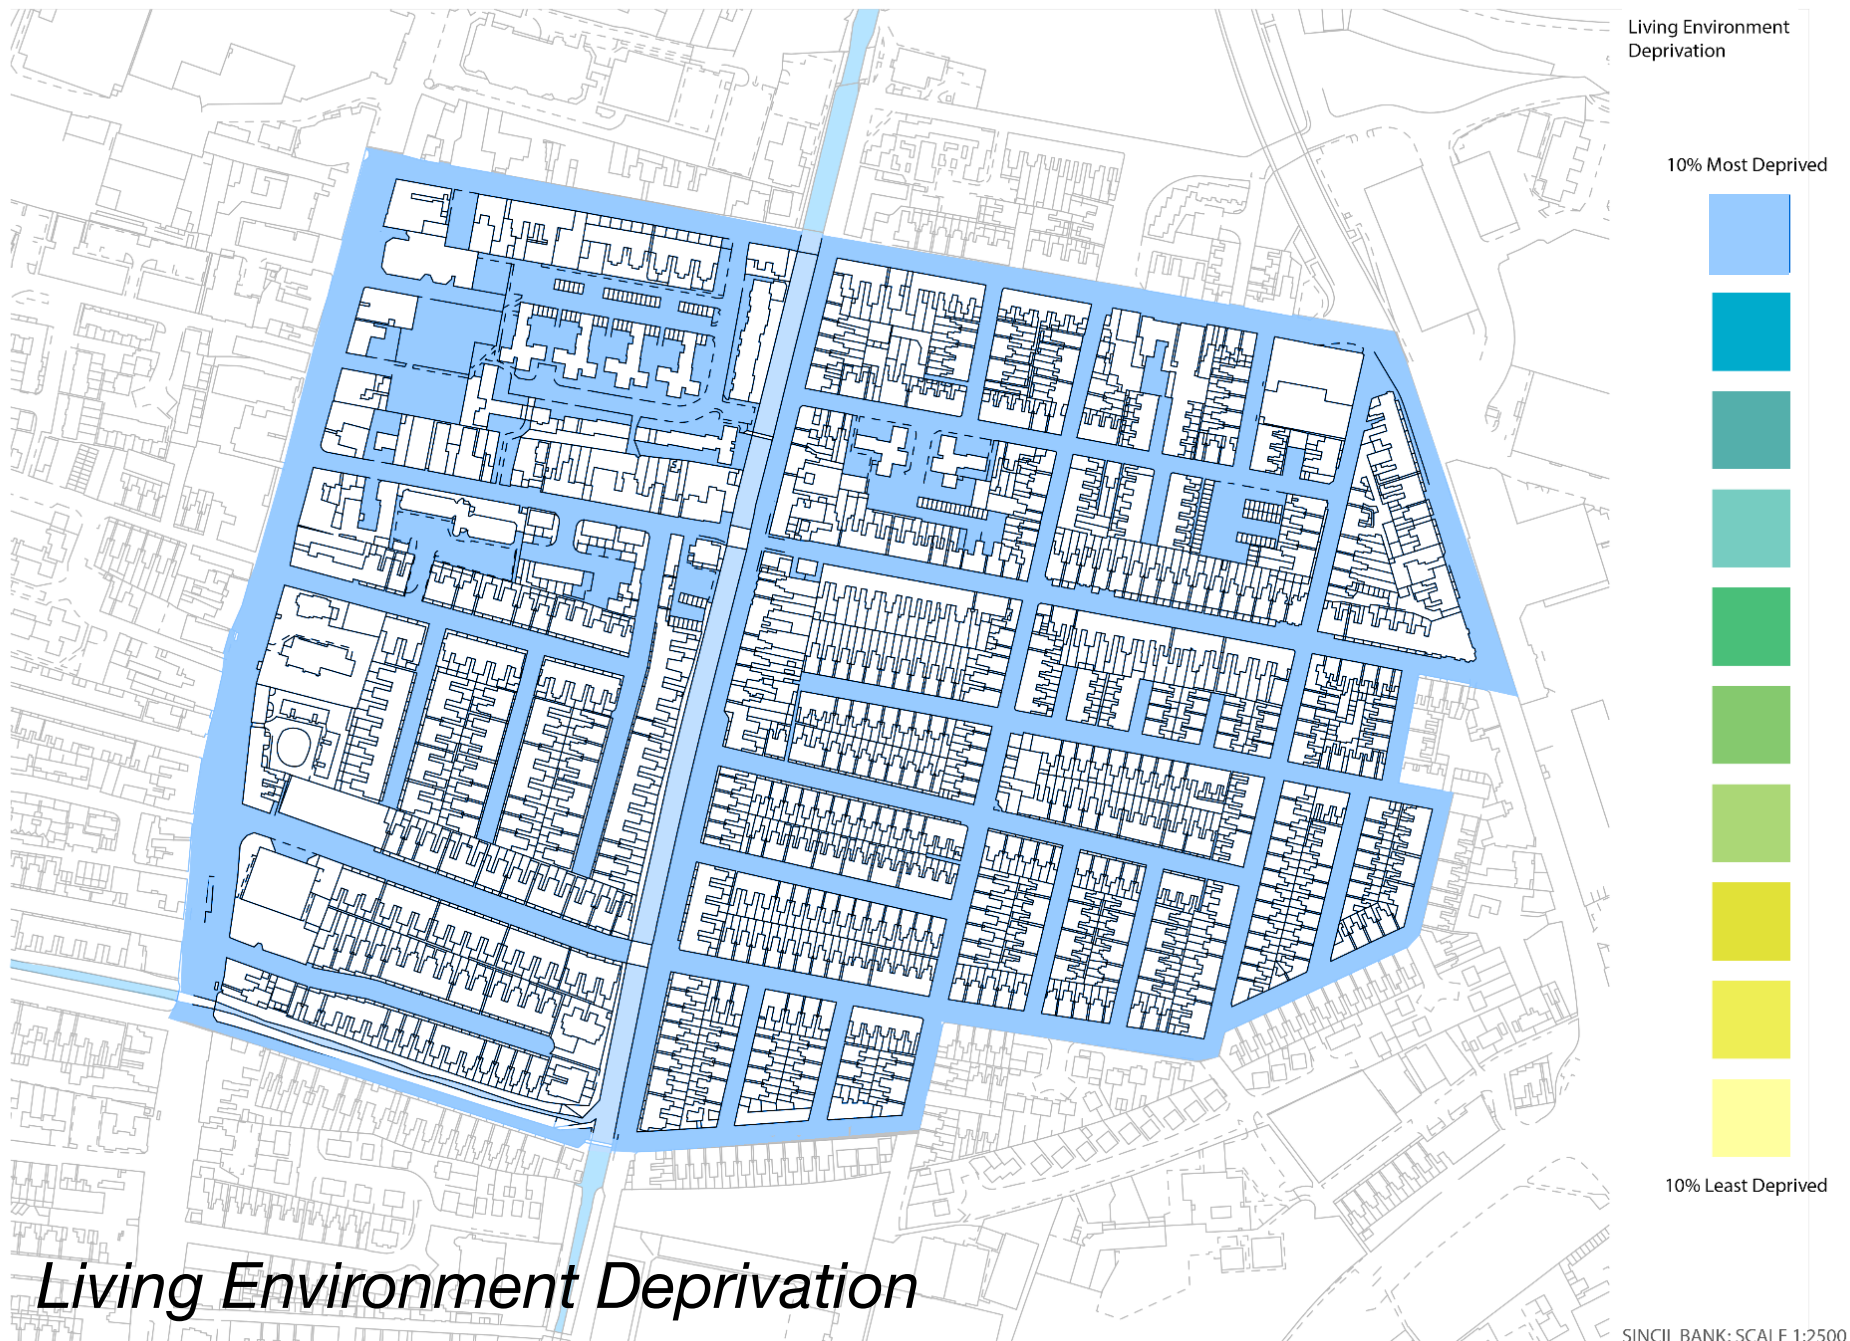 Living Environment
Deprivation
10% Most Deprived
10% Least Deprived
Living Environment Deprivation
SINCIL BANK: SCALE 1:2500